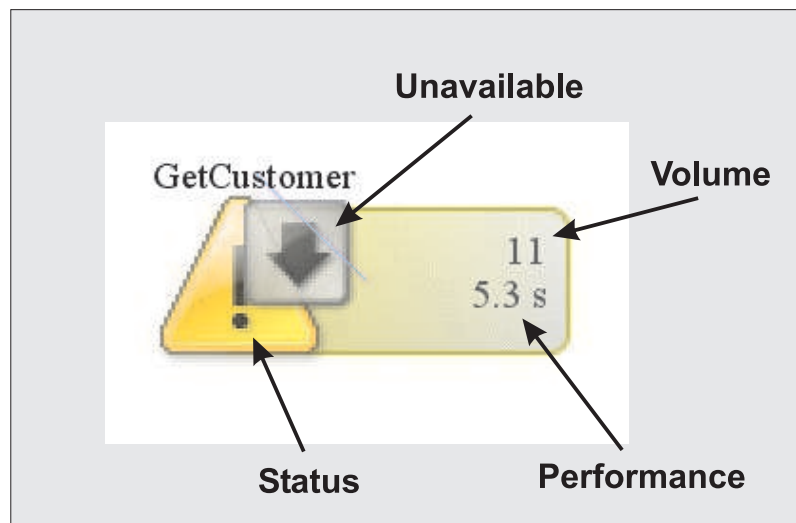 Unavailable
Volume
GetCustomer
11
5.3 s
Status
Performance